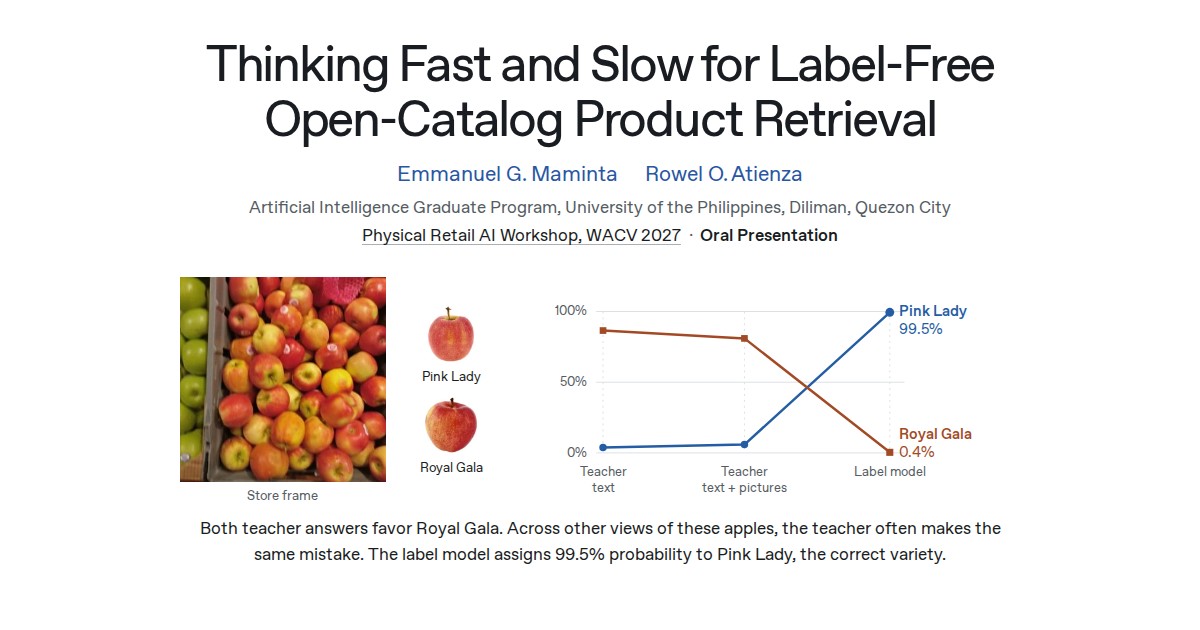 Thinking Fast and Slow for Label-Free
Open-Catalog Product Retrieval
Emmanuel G. Maminta Rowel O. Atienza
Artificial Intelligence Graduate Program, University of the Philippines, Diliman, Quezon City
Physical Retail AI Workshop, WACV 2027 · Oral Presentation
Store frame
Pink Lady
Royal Gala
100%
50%
0%
Teacher
text
Teacher
text + pictures
Label model
Pink Lady
99.5%
Royal Gala
0.4%
Both teacher answers favor Royal Gala. Across other views of these apples, the teacher often makes the
same mistake. The label model assigns 99.5% probability to Pink Lady, the correct variety.